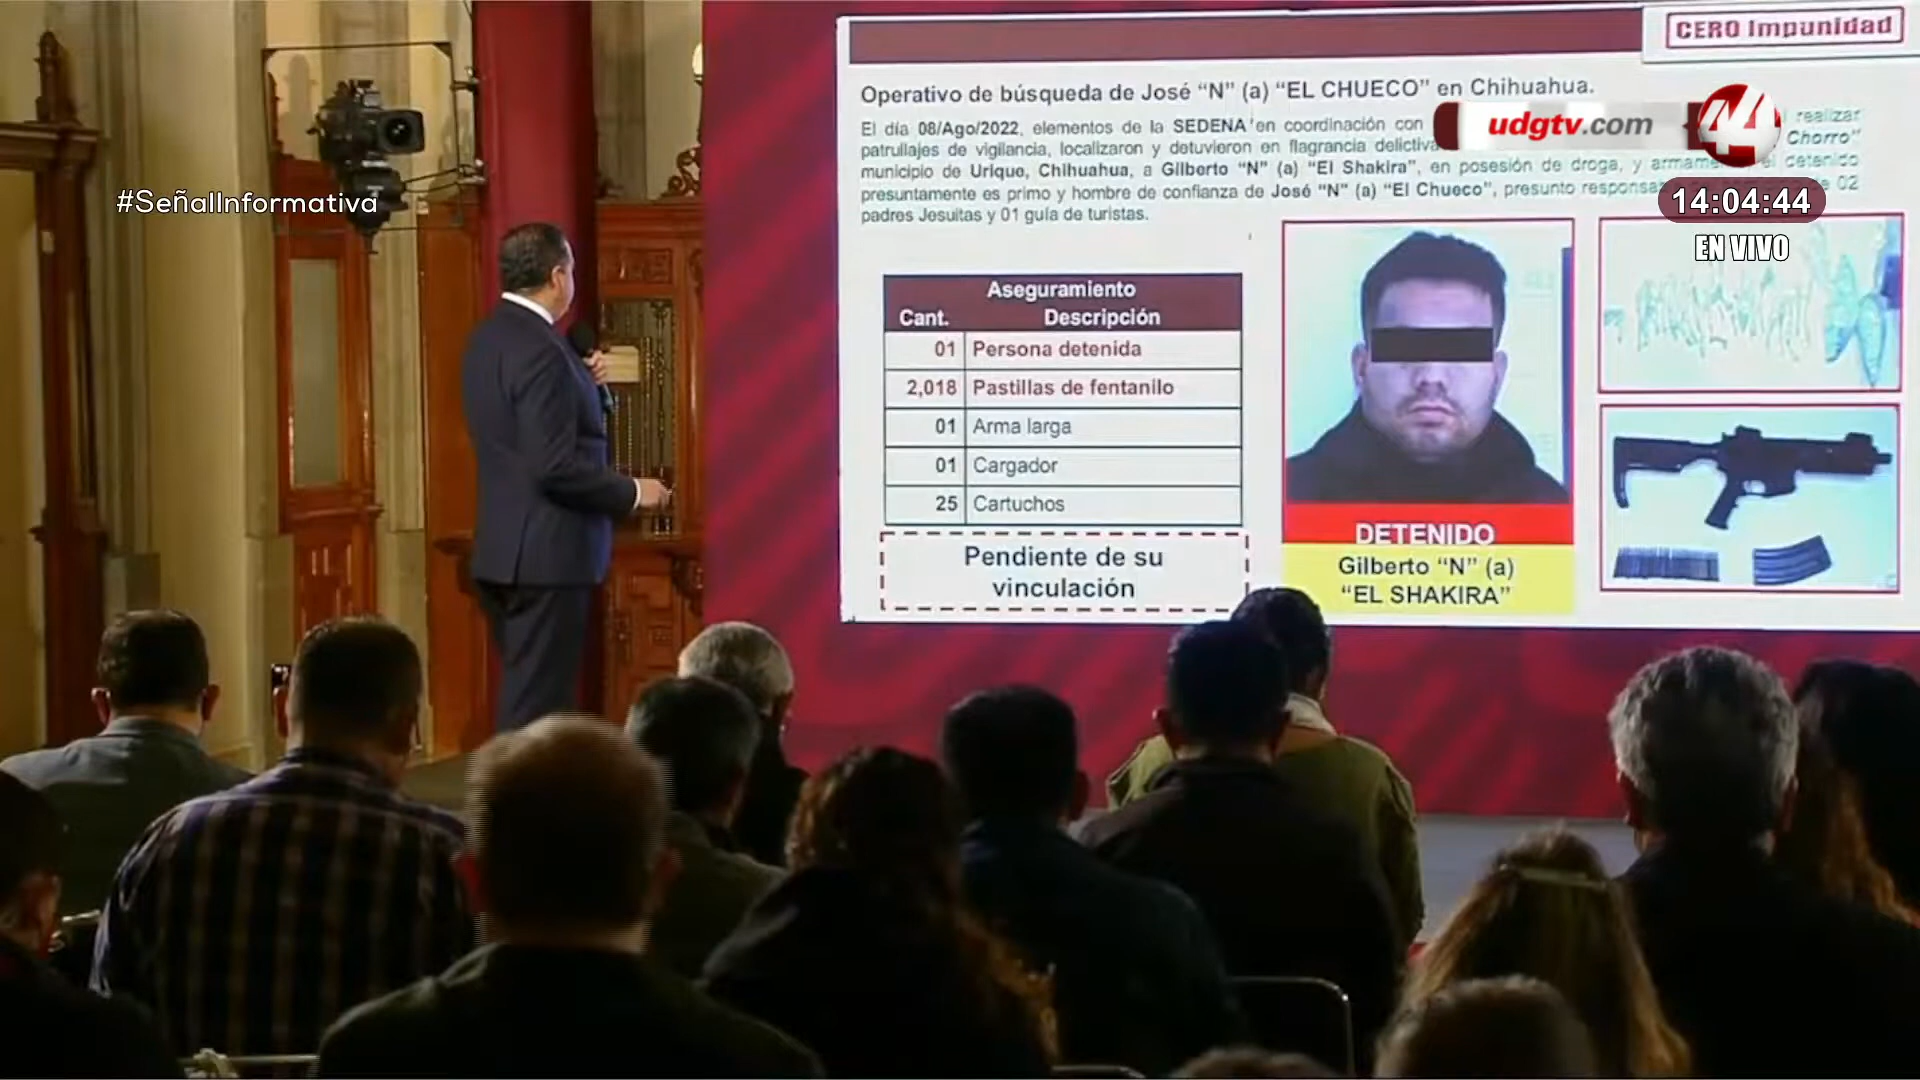 CERO Impunidad
Operativo de búsqueda de José “N” (a) “EL CHUECO” en Chihuahua.
El día 08/Ago/2022, elementos de la SEDENA en coordinación con realizar
patrullajes de vigilancia, localizaron y detuvieron en flagrancia delictiva Chorro”
municipio de Urique, Chihuahua, a Gilberto “N” (a) “El Shakira”, en posesión de droga, y el detenido
presuntamente es primo y hombre de confianza de José “N” (a) “El Chueco”, presunto 02
padres Jesuitas y 01 guía de turistas.
udgtv.com
44
14:04:44
EN VIVO
#SeñalInformativa
Aseguramiento
Cant. Descripción
01 Persona detenida
2,018 Pastillas de fentanilo
01 Arma larga
01 Cargador
25 Cartuchos
Pendiente de su
vinculación
DETENIDO
Gilberto “N” (a)
“EL SHAKIRA”